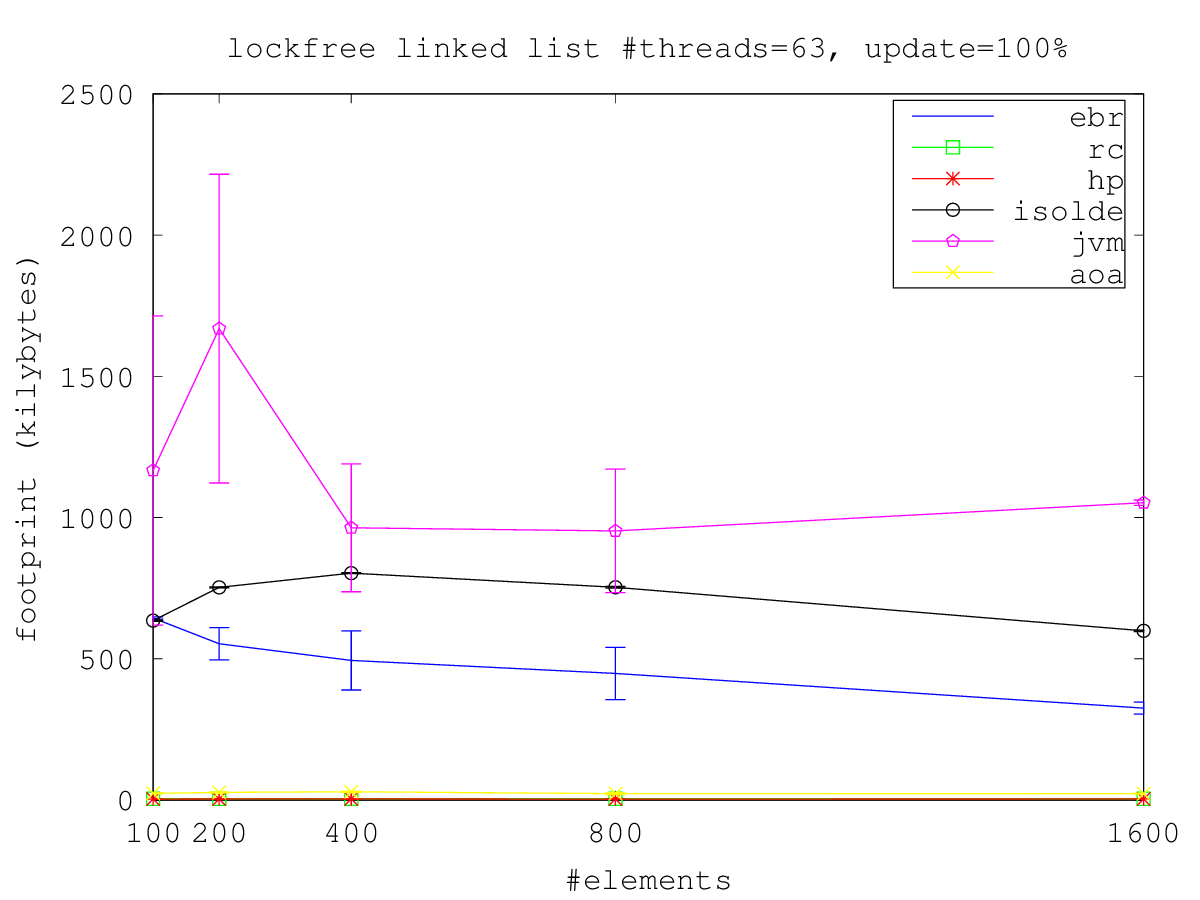 lockfree linked list #threads=63, update=100%
2500
2000
1500
1000
500
0
footprint (kilybytes)
ebr
rc
hp
isolde
jvm
aoa
100 200 400 800 1600
#elements